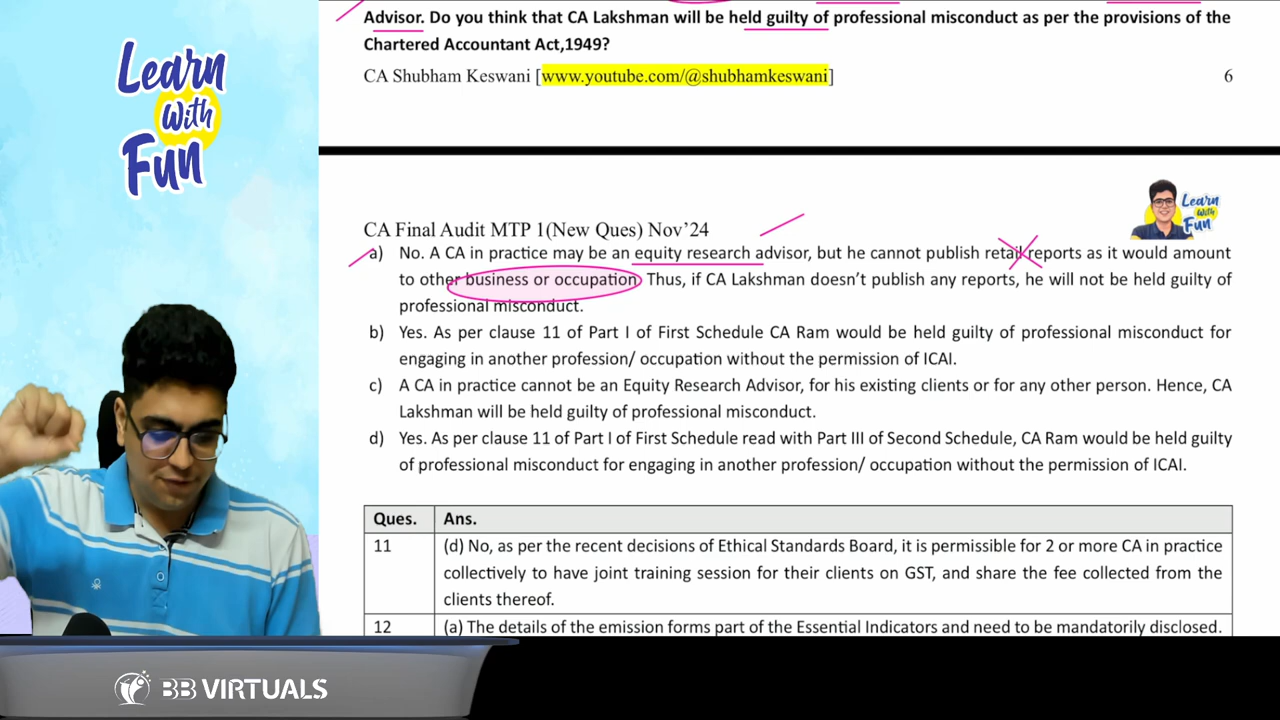 Learn
With
Fun
Advisor. Do you think that CA Lakshman will be held guilty of professional misconduct as per the provisions of the
Chartered Accountant Act,1949?
CA Shubham Keswani [www.youtube.com/@shubhamkeswani]
6
Learn
With
Fun
CA Final Audit MTP 1(New Ques) Nov’24
a) No. A CA in practice may be an equity research advisor, but he cannot publish retail reports as it would amount
to other business or occupation. Thus, if CA Lakshman doesn’t publish any reports, he will not be held guilty of
professional misconduct.
b) Yes. As per clause 11 of Part I of First Schedule CA Ram would be held guilty of professional misconduct for
engaging in another profession/ occupation without the permission of ICAI.
c) A CA in practice cannot be an Equity Research Advisor, for his existing clients or for any other person. Hence, CA
Lakshman will be held guilty of professional misconduct.
d) Yes. As per clause 11 of Part I of First Schedule read with Part III of Second Schedule, CA Ram would be held guilty
of professional misconduct for engaging in another profession/ occupation without the permission of ICAI.
Ques. Ans.
11 (d) No, as per the recent decisions of Ethical Standards Board, it is permissible for 2 or more CA in practice
collectively to have joint training session for their clients on GST, and share the fee collected from the
clients thereof.
12 (a) The details of the emission forms part of the Essential Indicators and need to be mandatorily disclosed.
BB VIRTUALS